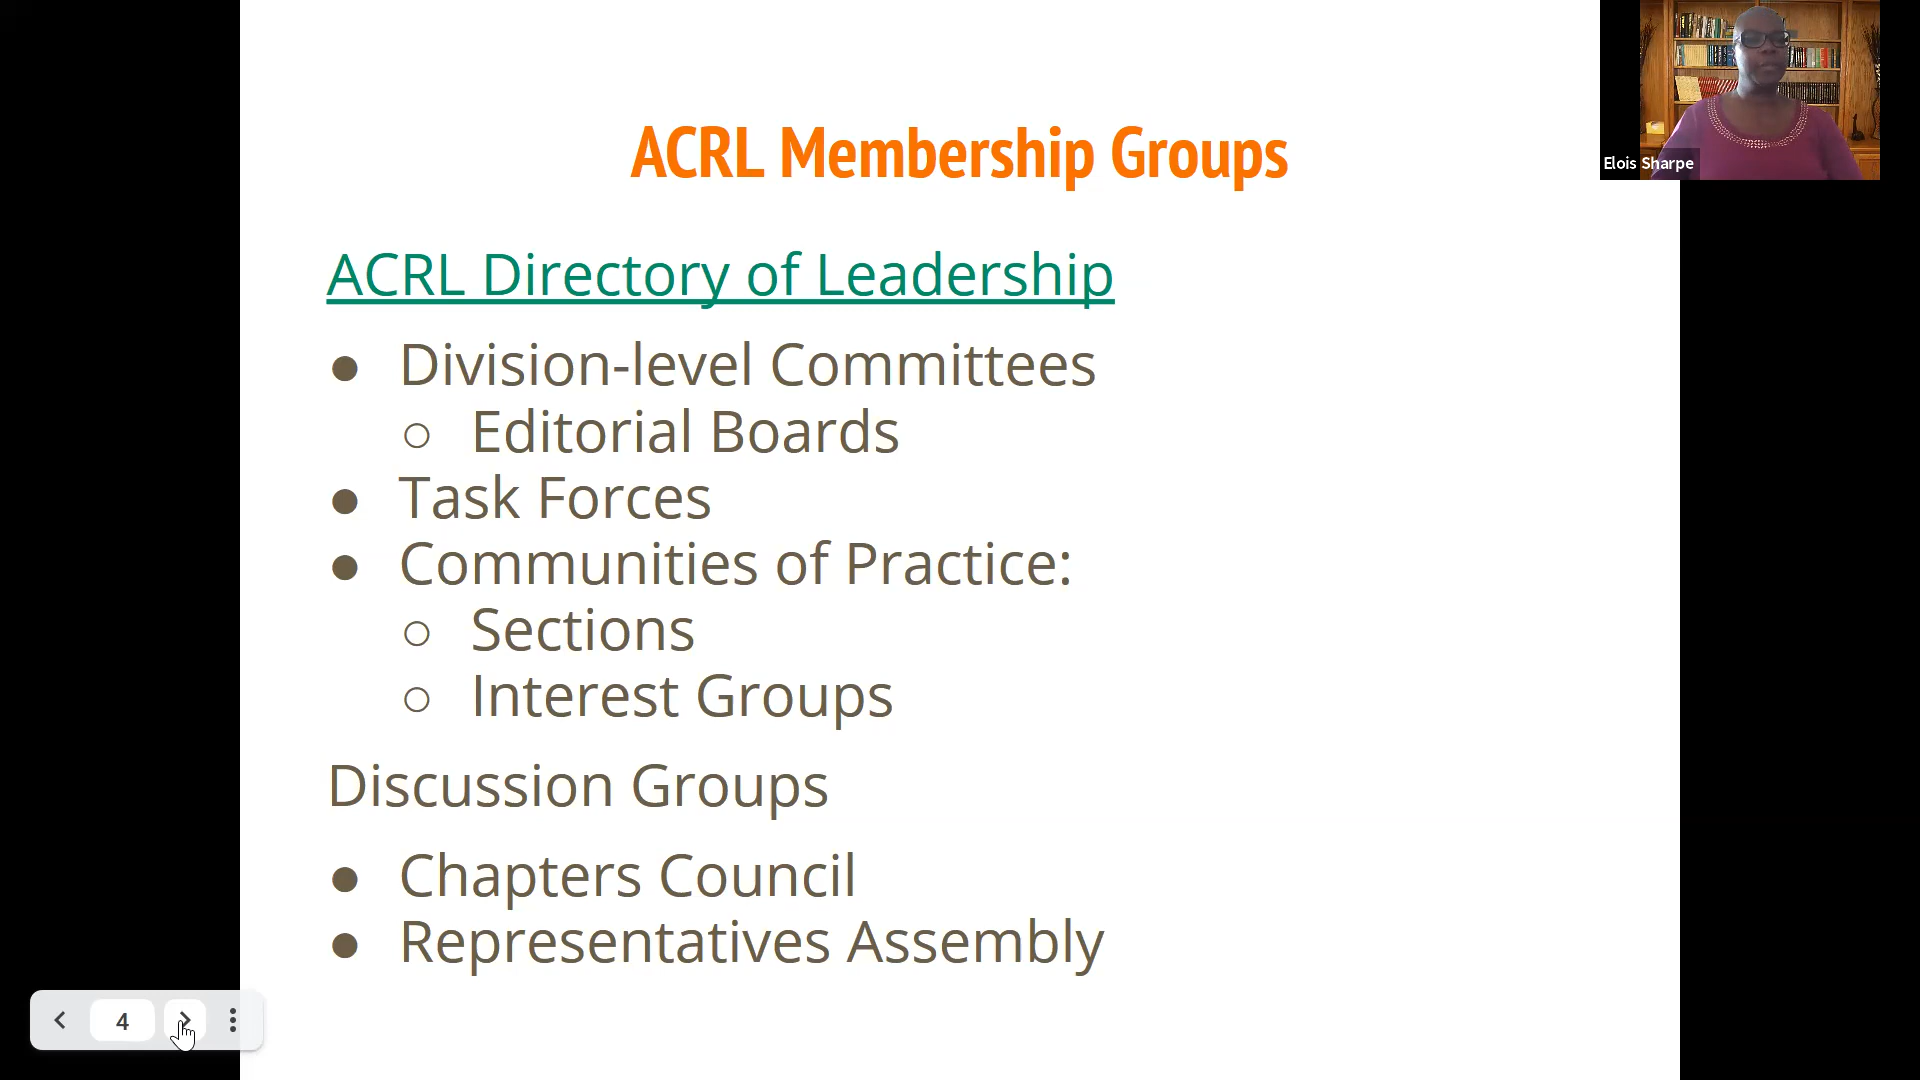 ACRL Membership Groups
Elois Sharpe
ACRL Directory of Leadership
● Division-level Committees
○ Editorial Boards
● Task Forces
● Communities of Practice:
○ Sections
○ Interest Groups
Discussion Groups
● Chapters Council
● Representatives Assembly
4